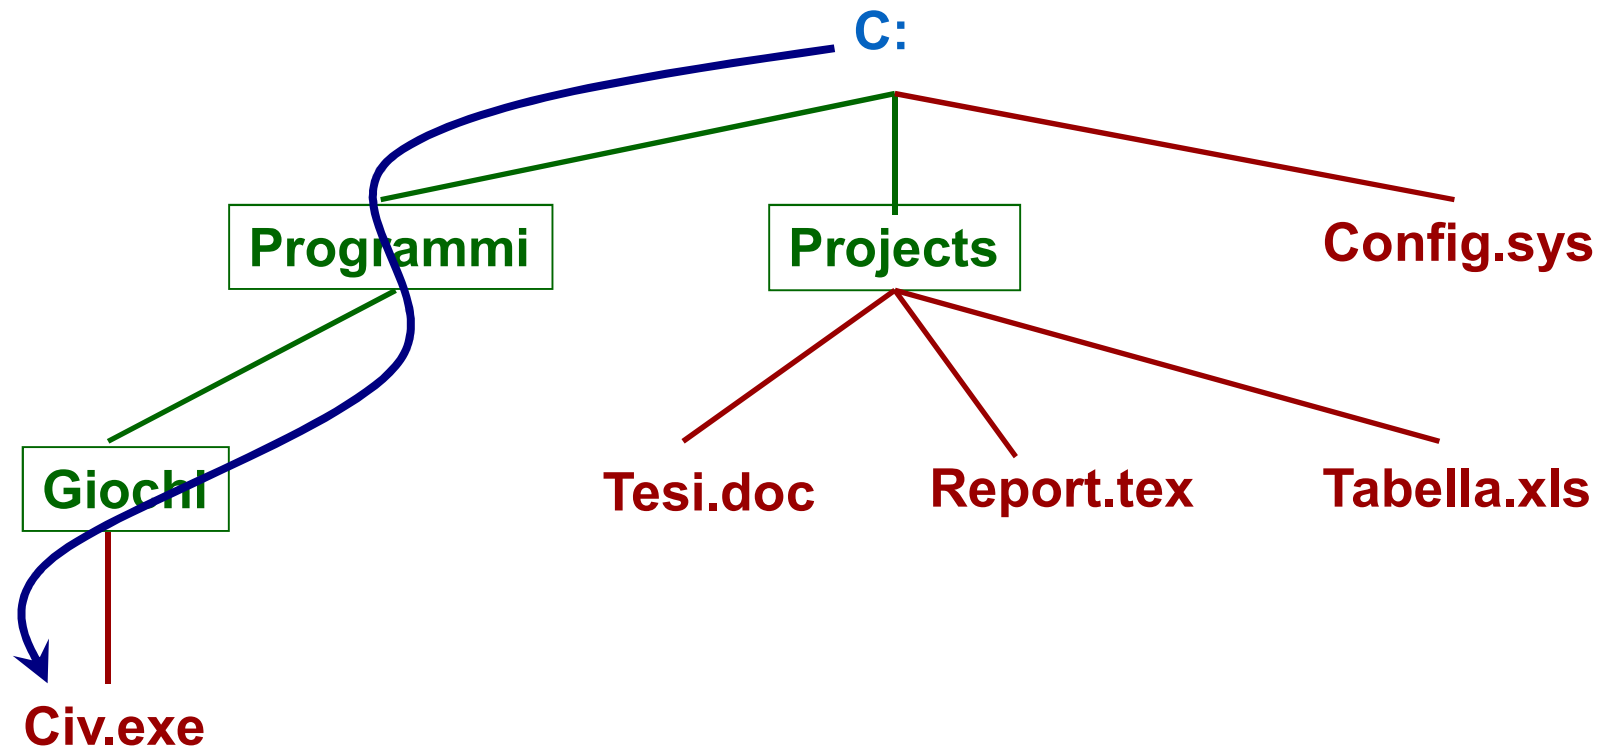 C:
Programmi
Projects
Config.sys
Giochi
Tesi.doc
Report.tex
Tabella.xls
Civ.exe